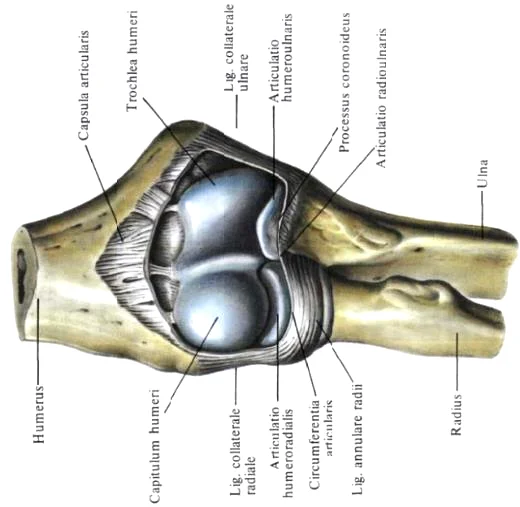 Humerus
Capsula articularis
Trochlea humeri
Lig. collaterale
ulnare
Articulatio
humeroulnaris
Processus coronoideus
Articulatio radioulnaris
Ulna
Capitulum humeri
Lig. collaterale
radiale
Articulatio
humeroradialis
Circumferentia
articularis
Lig. annulare radii
Radius